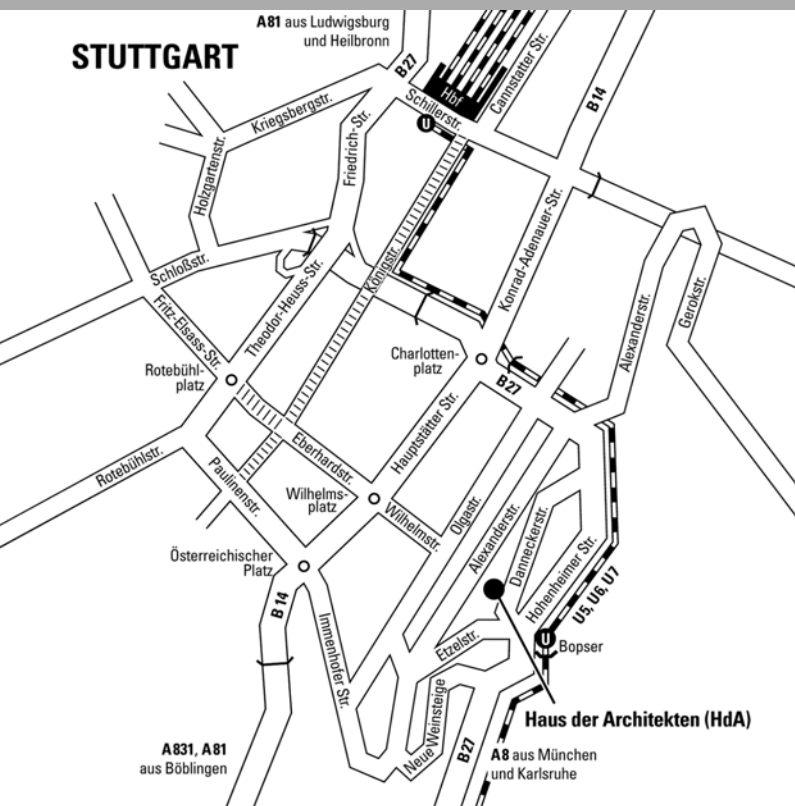 A81 aus Ludwigsburg
und Heilbronn
STUTTGART
B27
Hbf
Cannstatter Str.
B14
Schillerstr.
U
Kriegsbergstr.
Friedrich-Str.
Holzgartenstr.
Konrad-Adenauer-Str.
Königstr.
Schloßstr.
Theodor-Heuss-Str.
Fritz-Elsass-Str.
Alexanderstr.
Gerokstr.
Charlotten-
platz
B27
Rotebühl-
platz
Hauptstätter Str.
Eberhardstr.
Rotebühlstr.
Paulinenstr.
Wilhelms-
platz
Wilhelmstr.
Olgastr.
Alexanderstr.
Danneckerstr.
Hohenheimer Str.
U5, U6, U7
Österreichischer
Platz
B14
Immenhofer Str.
Etzelstr.
U
Bopser
Neue Weinsteige
Haus der Architekten (HdA)
A831, A81
aus Böblingen
B27
A8 aus München
und Karlsruhe